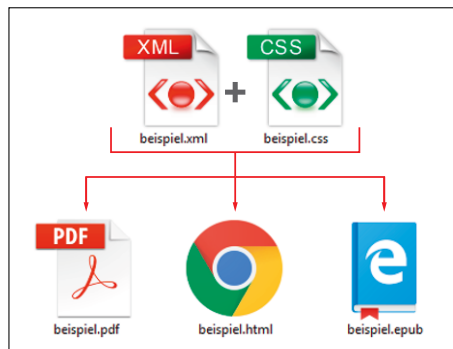 XML
CSS
+
beispiel.xml
beispiel.css
PDF
e
beispiel.pdf
beispiel.html
beispiel.epub